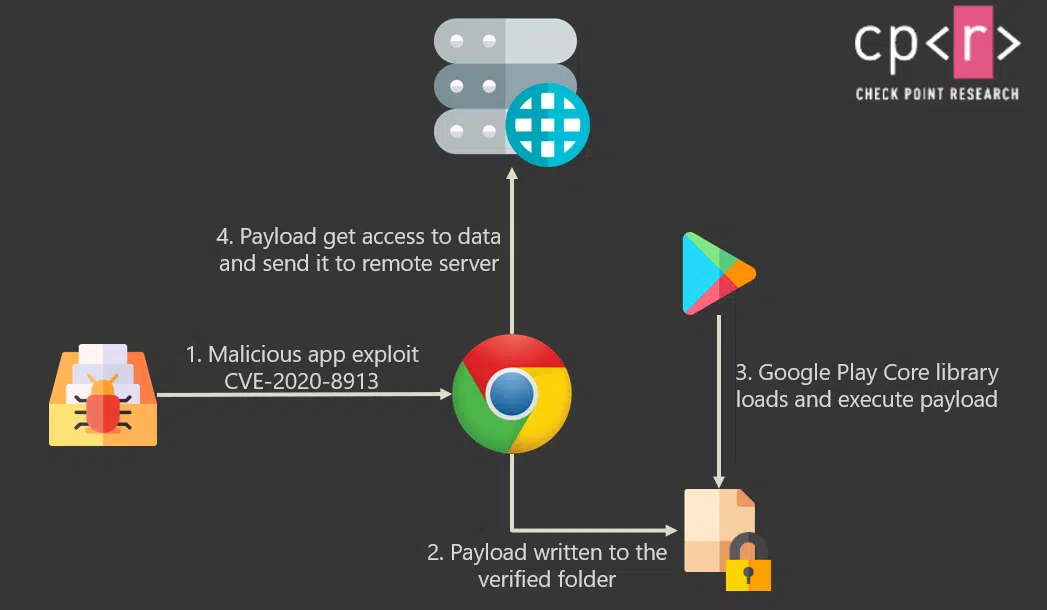 cp<r>
CHECK POINT RESEARCH
4. Payload get access to data
and send it to remote server
1. Malicious app exploit
CVE-2020-8913
3. Google Play Core library
loads and execute payload
2. Payload written to the
verified folder